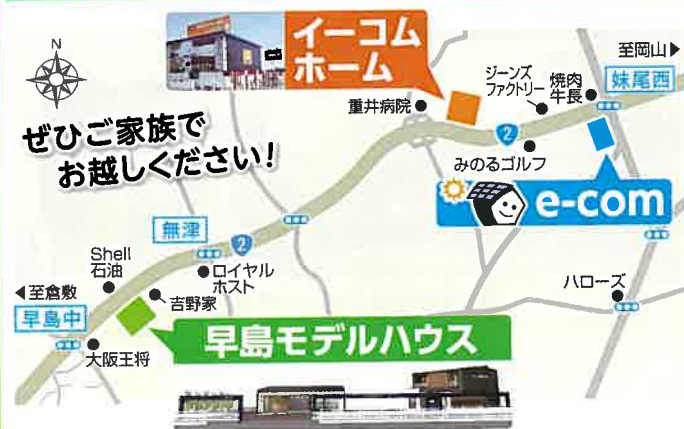 N
イーコム
ホーム
至岡山▶
妹尾西
ジーンズ
ファクトリー
焼肉
牛長
重井病院
2
みのるゴルフ
e-com
ぜひご家族で
お越しください!
無津
2
Shell
石油
ロイヤル
ホスト
ハローズ
◀至倉敷
吉野家
早島中
早島モデルハウス
大阪王将